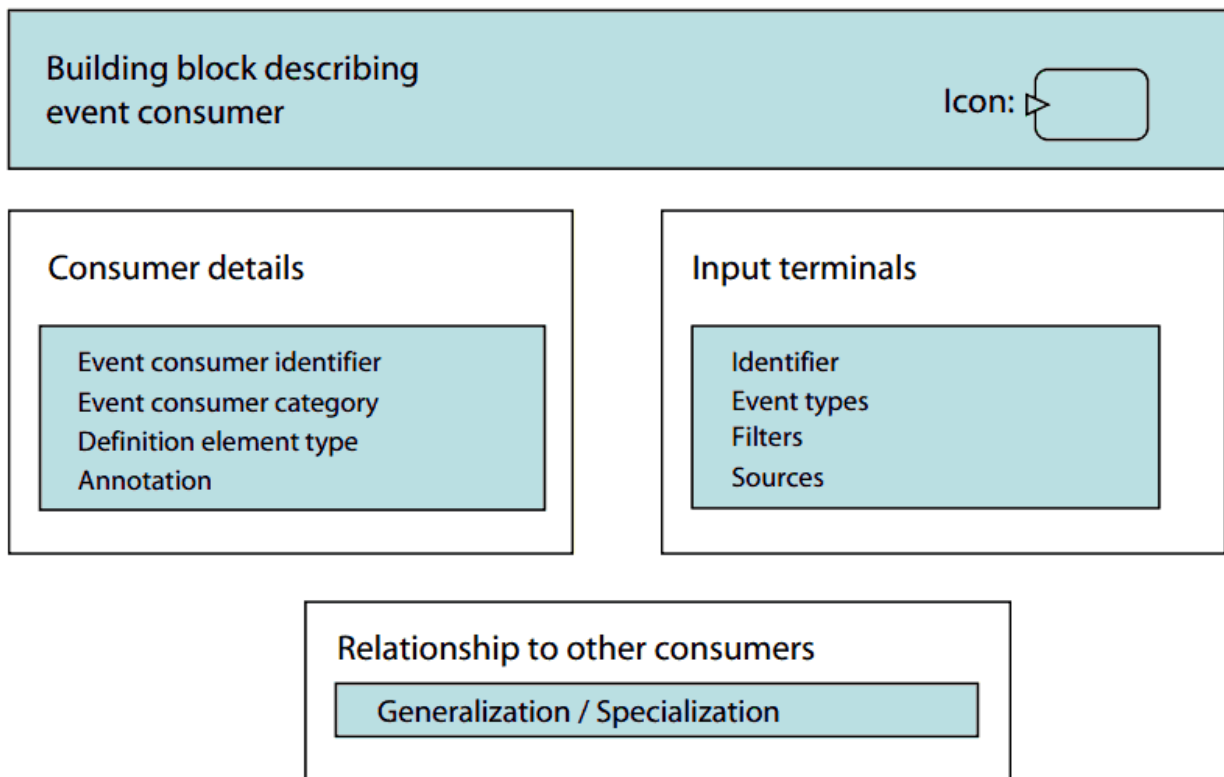 Building block describing
event consumer
Icon:
Consumer details
Event consumer identifier
Event consumer category
Definition element type
Annotation
Input terminals
Identifier
Event types
Filters
Sources
Relationship to other consumers
Generalization / Specialization